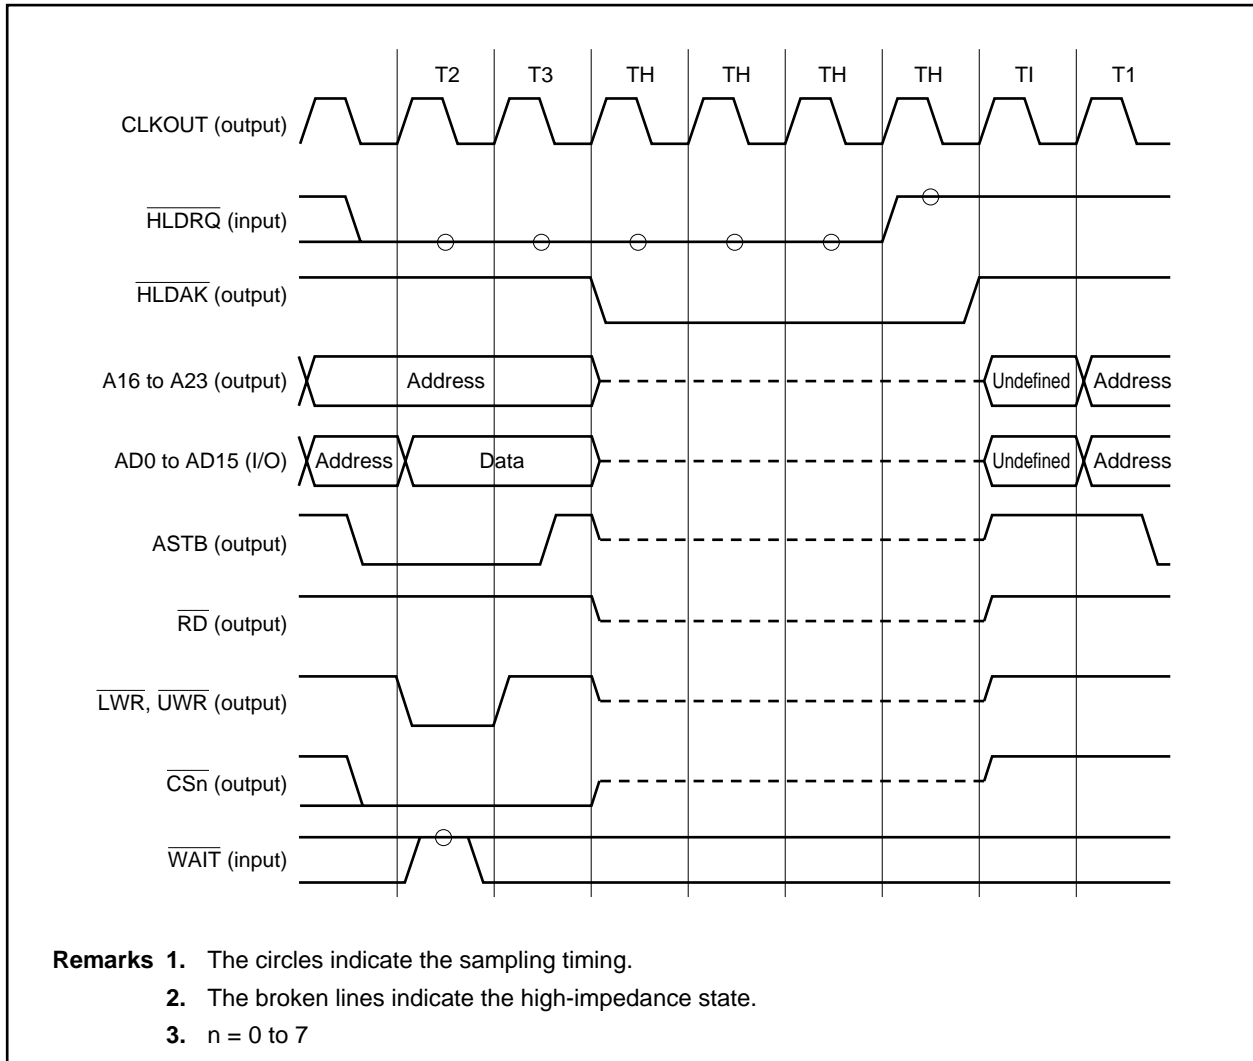 T2 T3 TH TH TH TH TI T1
CLKOUT (output)
HLDRQ (input)
HLDAK (output)
A16 to A23 (output) Address Undefined Address
AD0 to AD15 (I/O) Address Data Undefined Address
ASTB (output)
RD (output)
LWR, UWR (output)
CSn (output)
WAIT (input)
Remarks 1. The circles indicate the sampling timing.
2. The broken lines indicate the high-impedance state.
3. n = 0 to 7